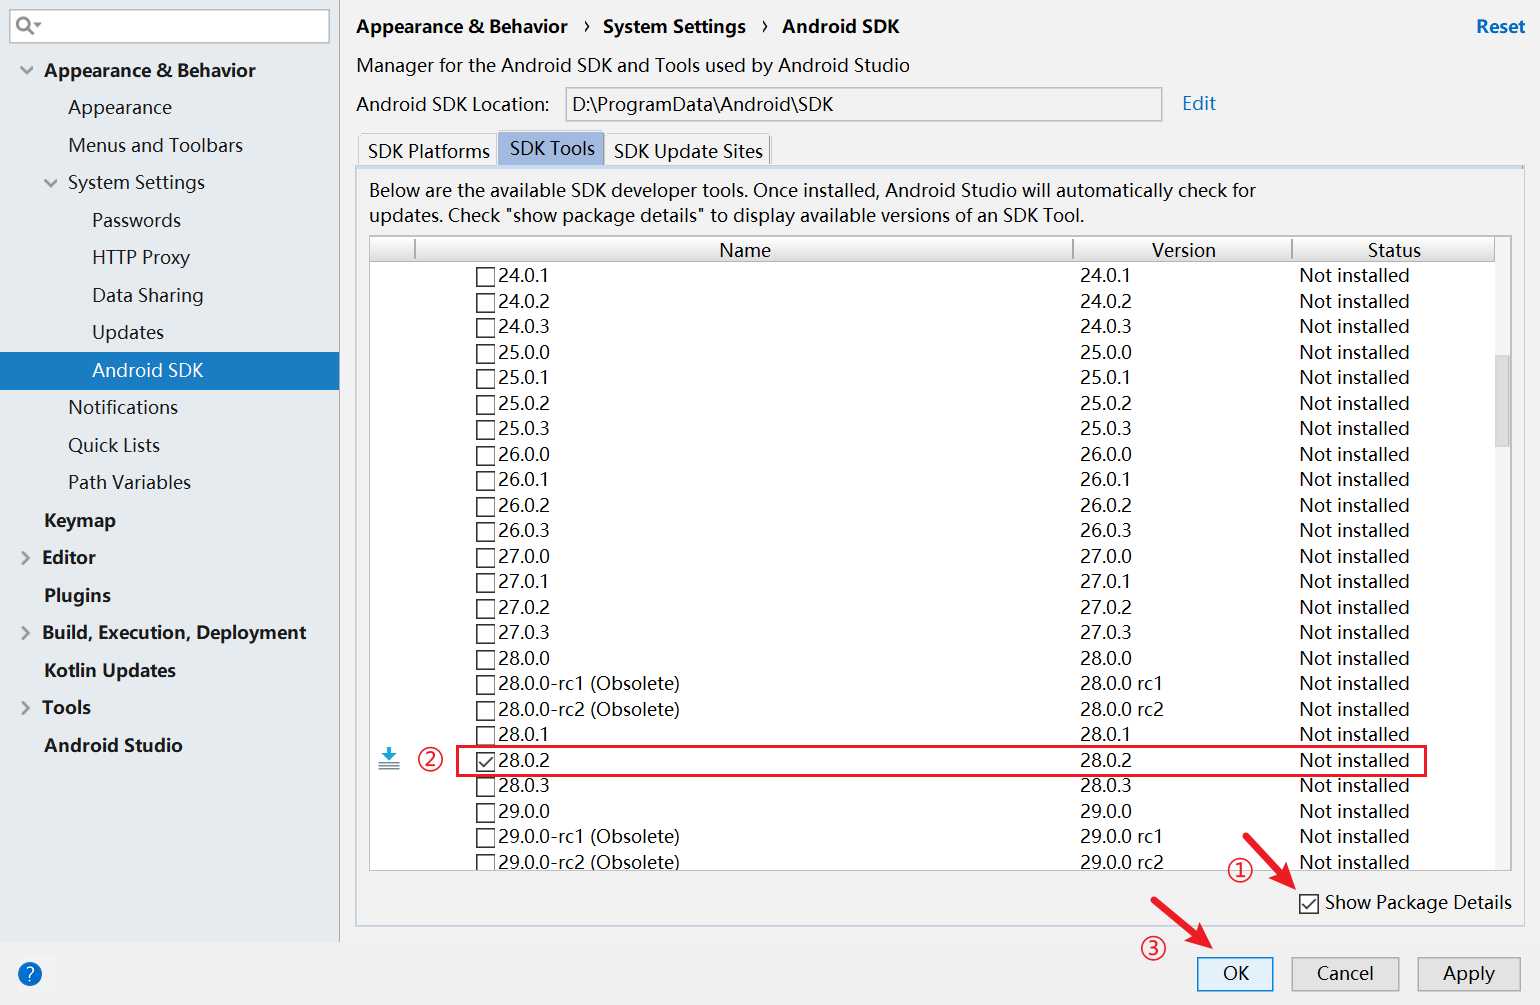 Appearance & Behavior › System Settings › Android SDK
Reset
Appearance & Behavior
Appearance
Menus and Toolbars
System Settings
Passwords
HTTP Proxy
Data Sharing
Updates
Android SDK
Notifications
Quick Lists
Path Variables
Keymap
Editor
Plugins
Build, Execution, Deployment
Kotlin Updates
Tools
Android Studio
Manager for the Android SDK and Tools used by Android Studio
Android SDK Location: D:\ProgramData\Android\SDK Edit
SDK Platforms SDK Tools SDK Update Sites
Below are the available SDK developer tools. Once installed, Android Studio will automatically check for
updates. Check "show package details" to display available versions of an SDK Tool.
Name Version Status
24.0.1 24.0.1 Not installed
24.0.2 24.0.2 Not installed
24.0.3 24.0.3 Not installed
25.0.0 25.0.0 Not installed
25.0.1 25.0.1 Not installed
25.0.2 25.0.2 Not installed
25.0.3 25.0.3 Not installed
26.0.0 26.0.0 Not installed
26.0.1 26.0.1 Not installed
26.0.2 26.0.2 Not installed
26.0.3 26.0.3 Not installed
27.0.0 27.0.0 Not installed
27.0.1 27.0.1 Not installed
27.0.2 27.0.2 Not installed
27.0.3 27.0.3 Not installed
28.0.0 28.0.0 Not installed
28.0.0-rc1 (Obsolete) 28.0.0 rc1 Not installed
28.0.0-rc2 (Obsolete) 28.0.0 rc2 Not installed
28.0.1 28.0.1 Not installed
② 28.0.2 28.0.2 Not installed
28.0.3 28.0.3 Not installed
29.0.0 29.0.0 Not installed
29.0.0-rc1 (Obsolete) 29.0.0 rc1 Not installed
29.0.0-rc2 (Obsolete) 29.0.0 rc2 Not installed
①
Show Package Details
③
? OK Cancel Apply